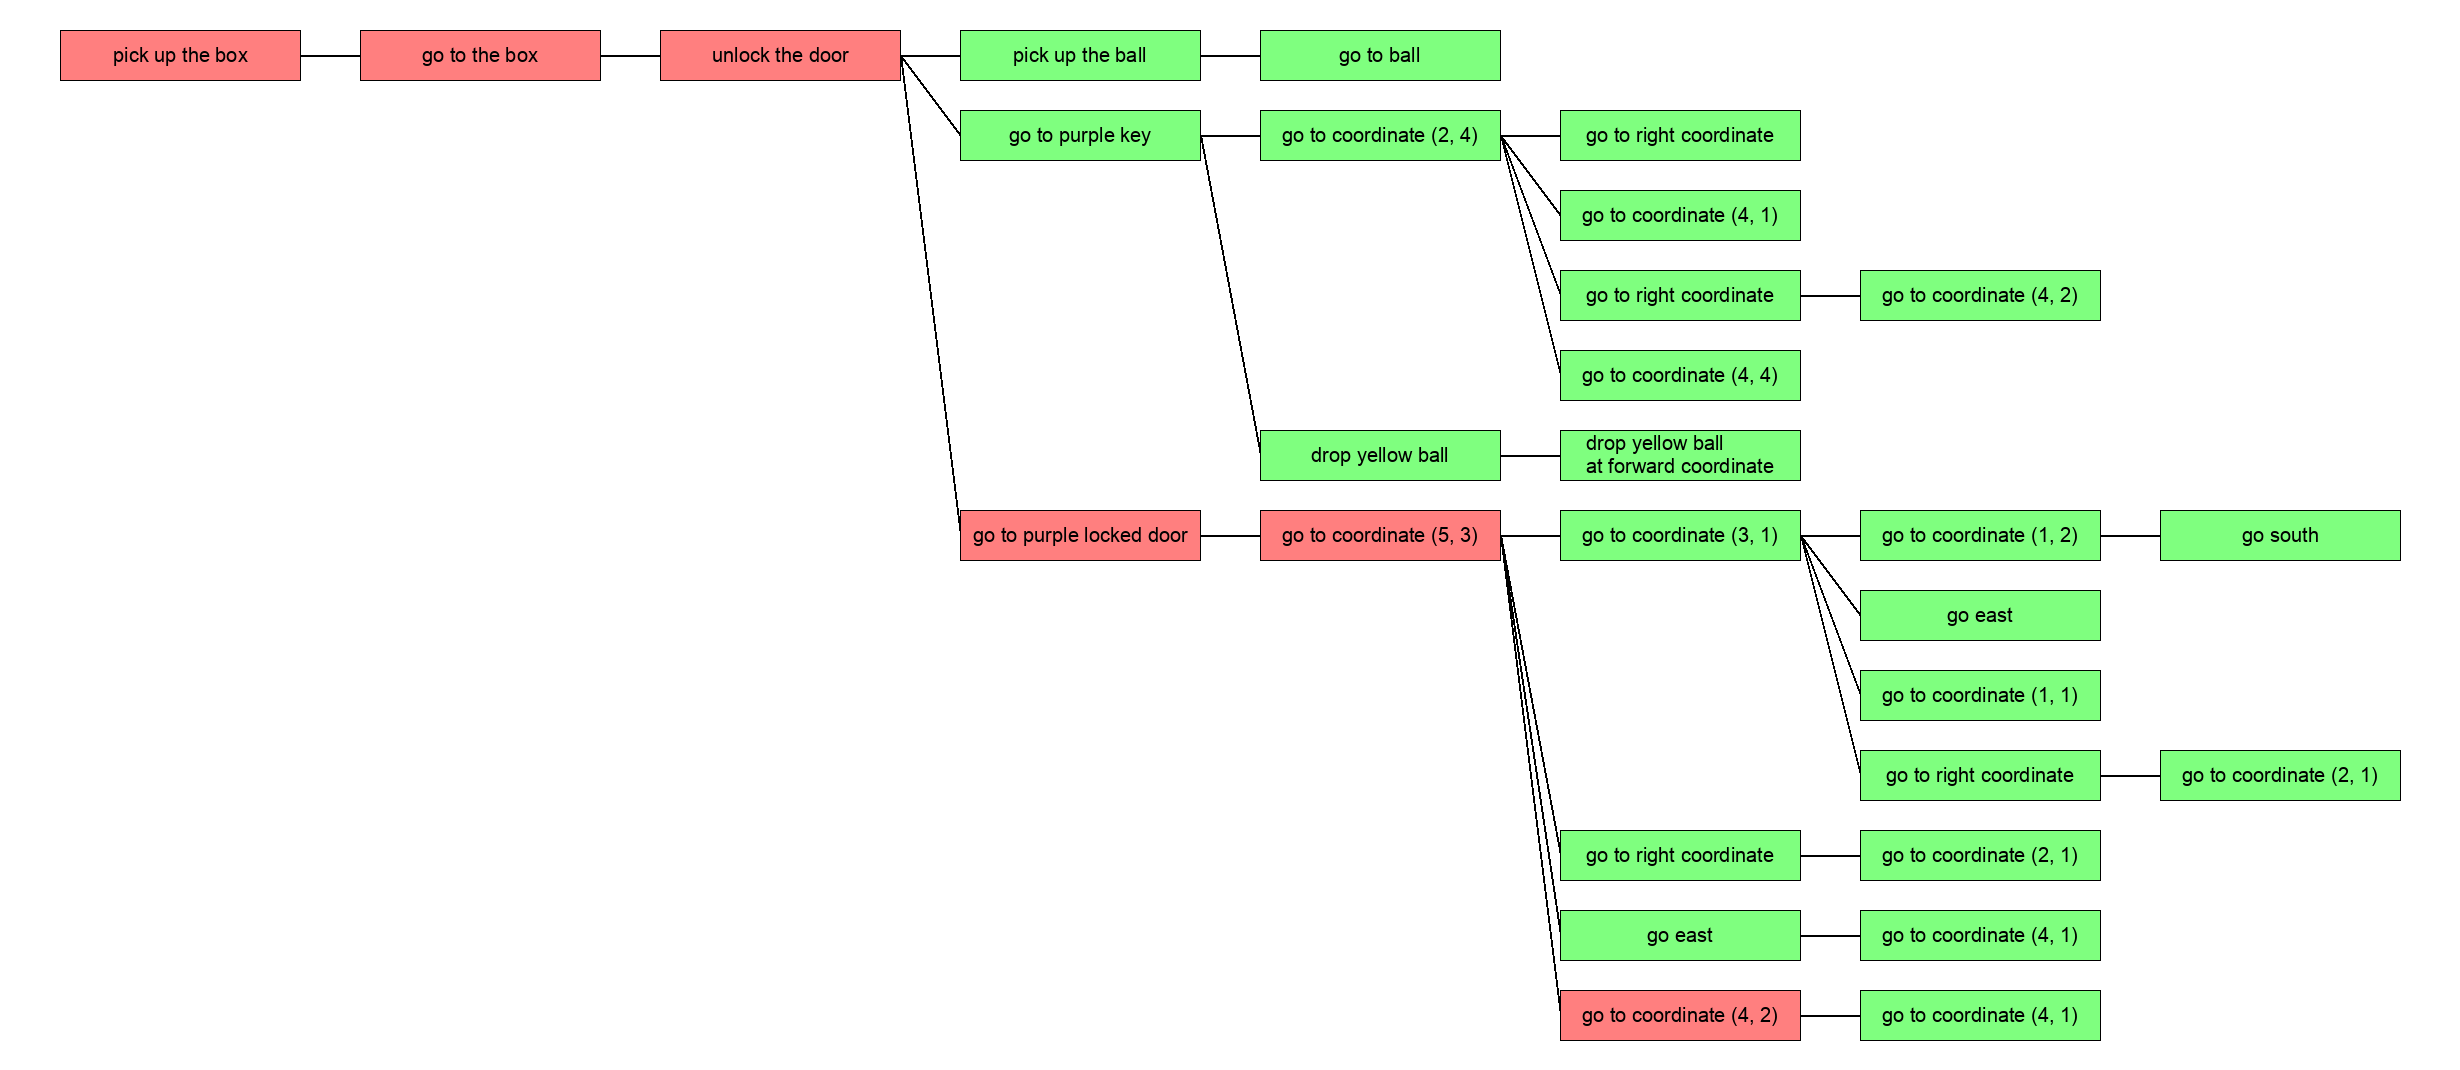 pick up the box
go to the box
unlock the door
pick up the ball
go to ball
go to purple key
go to coordinate (2, 4)
go to right coordinate
go to coordinate (4, 1)
go to right coordinate
go to coordinate (4, 2)
go to coordinate (4, 4)
drop yellow ball
drop yellow ball
at forward coordinate
go to purple locked door
go to coordinate (5, 3)
go to coordinate (3, 1)
go to coordinate (1, 2)
go south
go east
go to coordinate (1, 1)
go to right coordinate
go to coordinate (2, 1)
go to right coordinate
go to coordinate (2, 1)
go east
go to coordinate (4, 1)
go to coordinate (4, 2)
go to coordinate (4, 1)